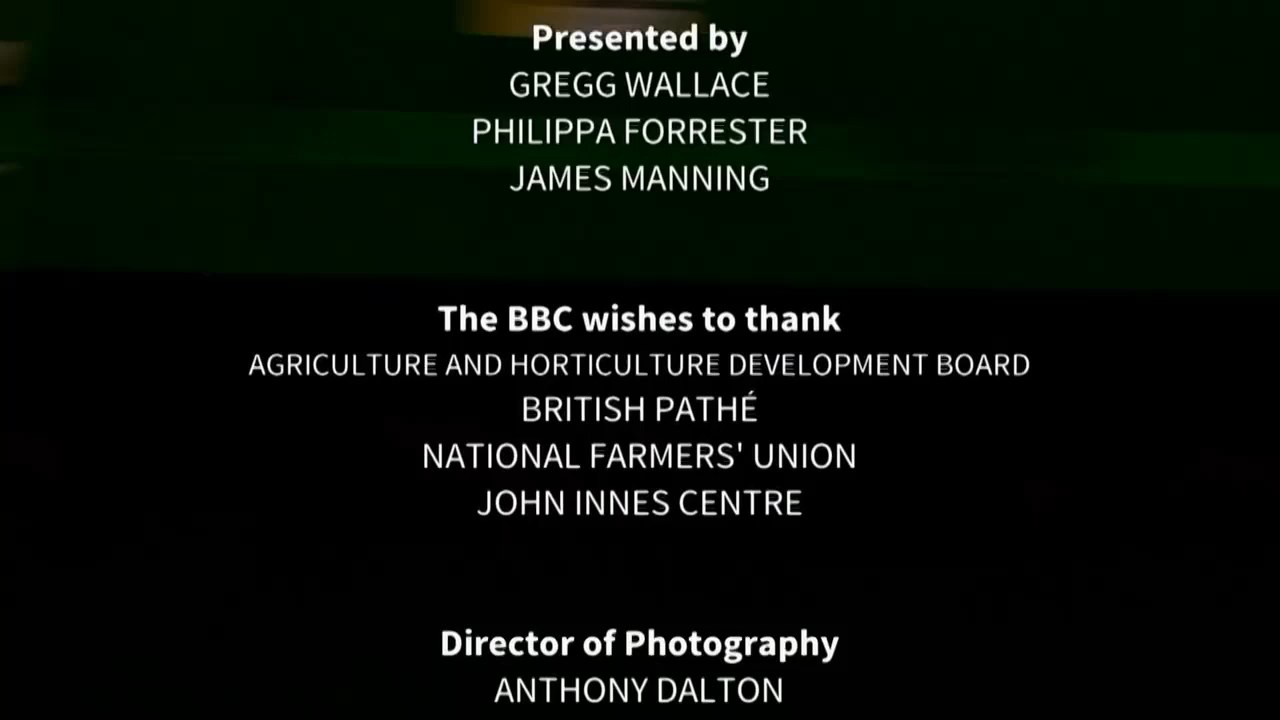 Presented by
GREGG WALLACE
PHILIPPA FORRESTER
JAMES MANNING
The BBC wishes to thank
AGRICULTURE AND HORTICULTURE DEVELOPMENT BOARD
BRITISH PATHÉ
NATIONAL FARMERS' UNION
JOHN INNES CENTRE
Director of Photography
ANTHONY DALTON